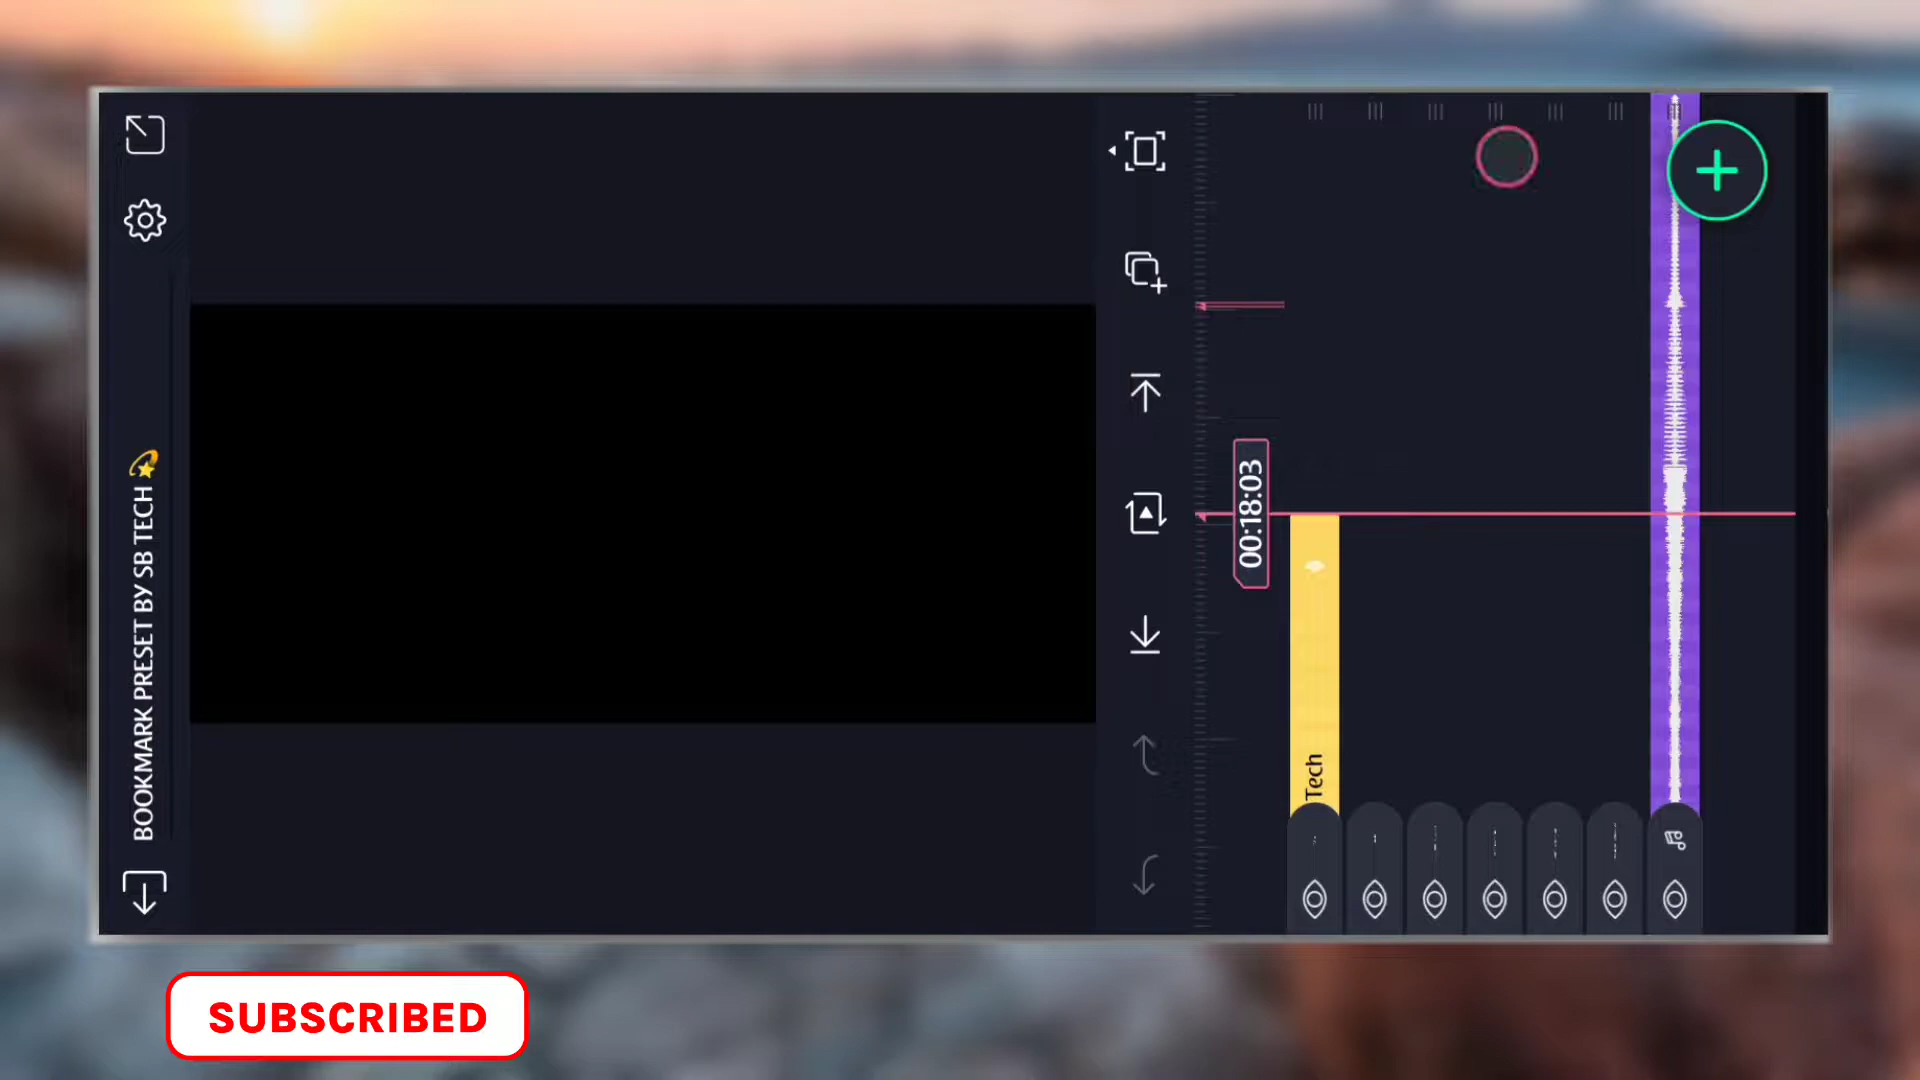 BOOKMARK PRESET BY SB TECH 💫
00:18:03
Tech
SUBSCRIBED